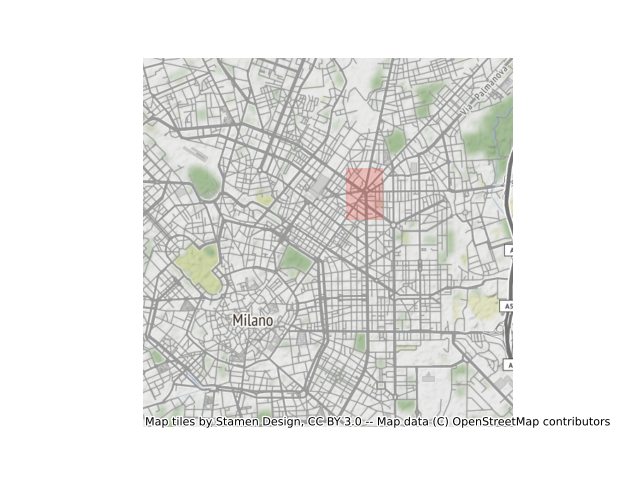 Via Palmanova
A
A5
Milano
A
Map tiles by Stamen Design, CC BY 3.0 -- Map data (C) OpenStreetMap contributors